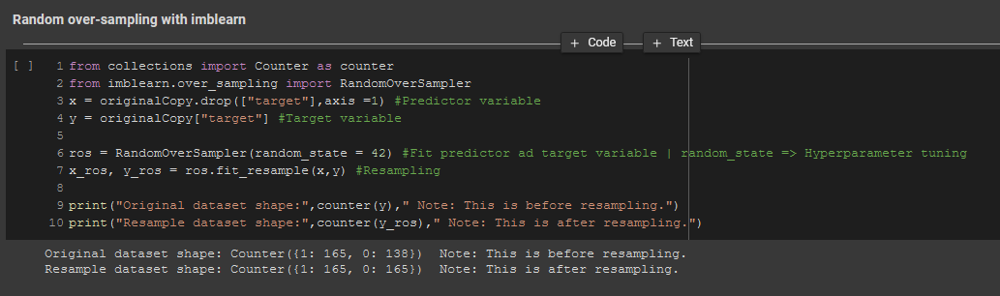 Random over-sampling with imblearn
+ Code + Text
[ ] 1 from collections import Counter as counter
2 from imblearn.over_sampling import RandomOverSampler
3 x = originalCopy.drop(["target"],axis =1) #Predictor variable
4 y = originalCopy["target"] #Target variable
5
6 ros = RandomOverSampler(random_state = 42) #Fit predictor ad target variable | random_state => Hyperparameter tuning
7 x_ros, y_ros = ros.fit_resample(x,y) #Resampling
8
9 print("Original dataset shape:",counter(y)," Note: This is before resampling.")
10 print("Resample dataset shape:",counter(y_ros)," Note: This is after resampling.")
Original dataset shape: Counter({1: 165, 0: 138})  Note: This is before resampling.
Resample dataset shape: Counter({1: 165, 0: 165})  Note: This is after resampling.